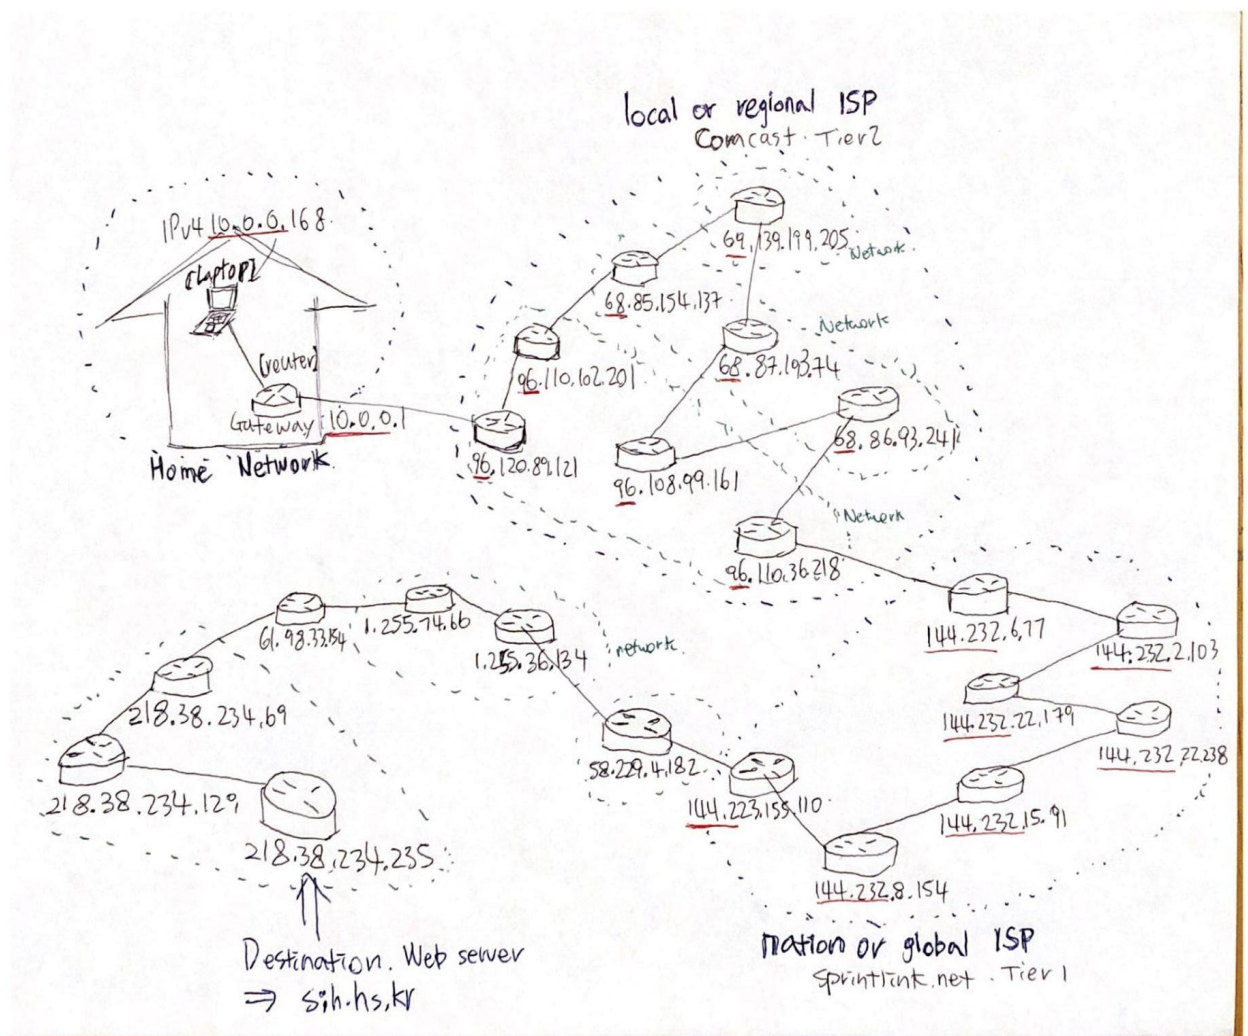 local or regional ISP
Comcast. Tier2
IPv4 10.0.0.168
[Laptop]
[router]
Gateway: 10.0.0.1
Home Network.
69.139.199.205
Network
68.85.154.137
Network
68.87.193.74
96.110.102.201
68.86.93.241
96.120.89.121
96.108.99.161
Network
96.110.36.218
144.232.6.77
144.232.2.103
144.232.22.179
144.232.22.238
144.232.15.91
144.232.8.154
144.223.155.110
58.229.4.182
network
1.255.36.134
1.255.74.66
61.98.33.154
218.38.234.69
218.38.234.129
218.38.234.235
Destination. Web server
⇒ sjh.hs.kr
nation or global ISP
sprintlink.net. Tier 1